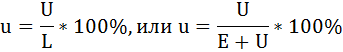 u = U/L * 100%, или u = U/(E + U) * 100%